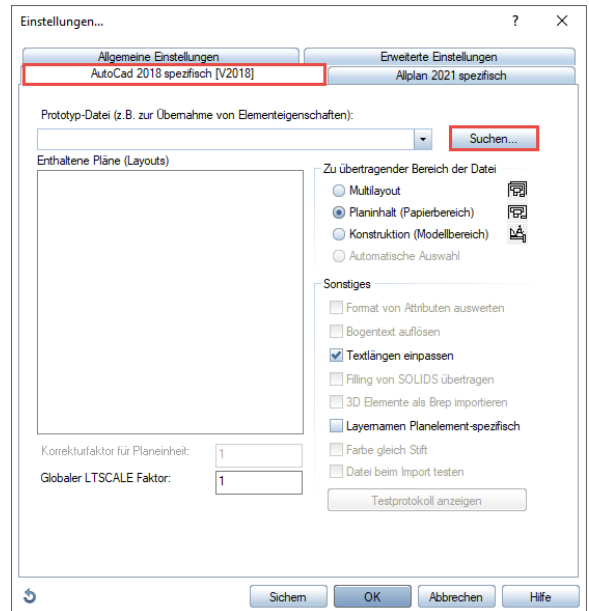 Einstellungen...
?
Allgemeine Einstellungen
Erweiterte Einstellungen
AutoCad 2018 spezifisch [V2018]
Allplan 2021 spezifisch
Prototyp-Datei (z.B. zur Übernahme von Elementeigenschaften):
Suchen...
Enthaltene Pläne (Layouts)
Zu übertragender Bereich der Datei
Multilayout
Planinhalt (Papierbereich)
Konstruktion (Modellbereich)
Automatische Auswahl
Sonstiges
Format von Attributen auswerten
Bogentext auflösen
Textlängen einpassen
Filling von SOLIDS übertragen
3D Elemente als Brep importieren
Layernamen Planelement-spezifisch
Korrekturfaktor für Planeinheit:
1
Farbe gleich Stift
Globaler LTSCALE Faktor:
1
Datei beim Import testen
Testprotokoll anzeigen
Sichern
OK
Abbrechen
Hilfe